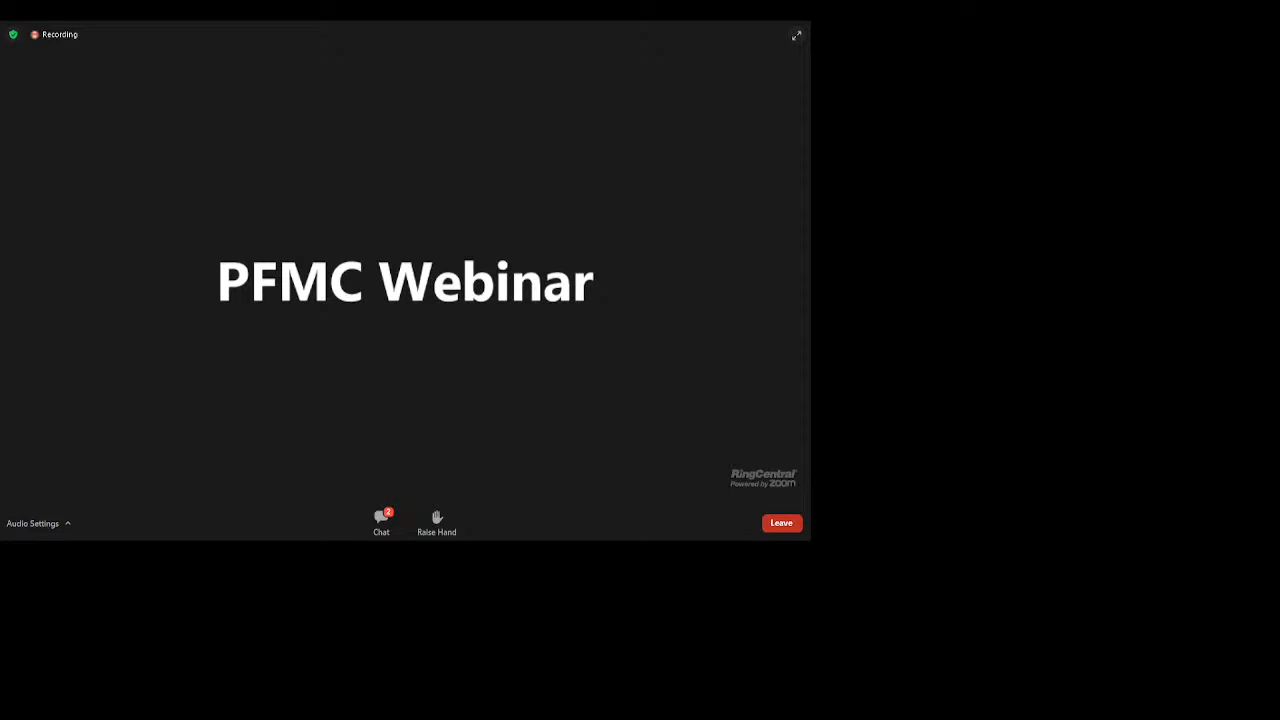 Recording
PFMC Webinar
RingCentral
Powered by zoom
Audio Settings
2
Chat
Raise Hand
Leave